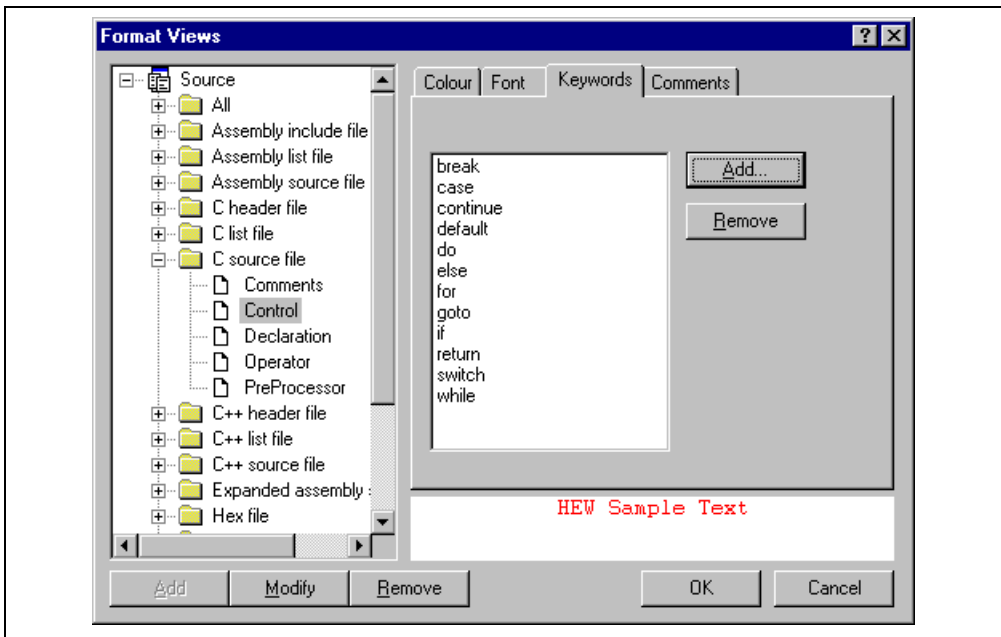 Format Views
Source
All
Assembly include file
Assembly list file
Assembly source file
C header file
C list file
C source file
Comments
Control
Declaration
Operator
PreProcessor
C++ header file
C++ list file
C++ source file
Expanded assembly
Hex file
Add
Modify
Remove
Colour
Font
Keywords
Comments
break
case
continue
default
do
else
for
goto
if
return
switch
while
Add...
Remove
HEW Sample Text
OK
Cancel